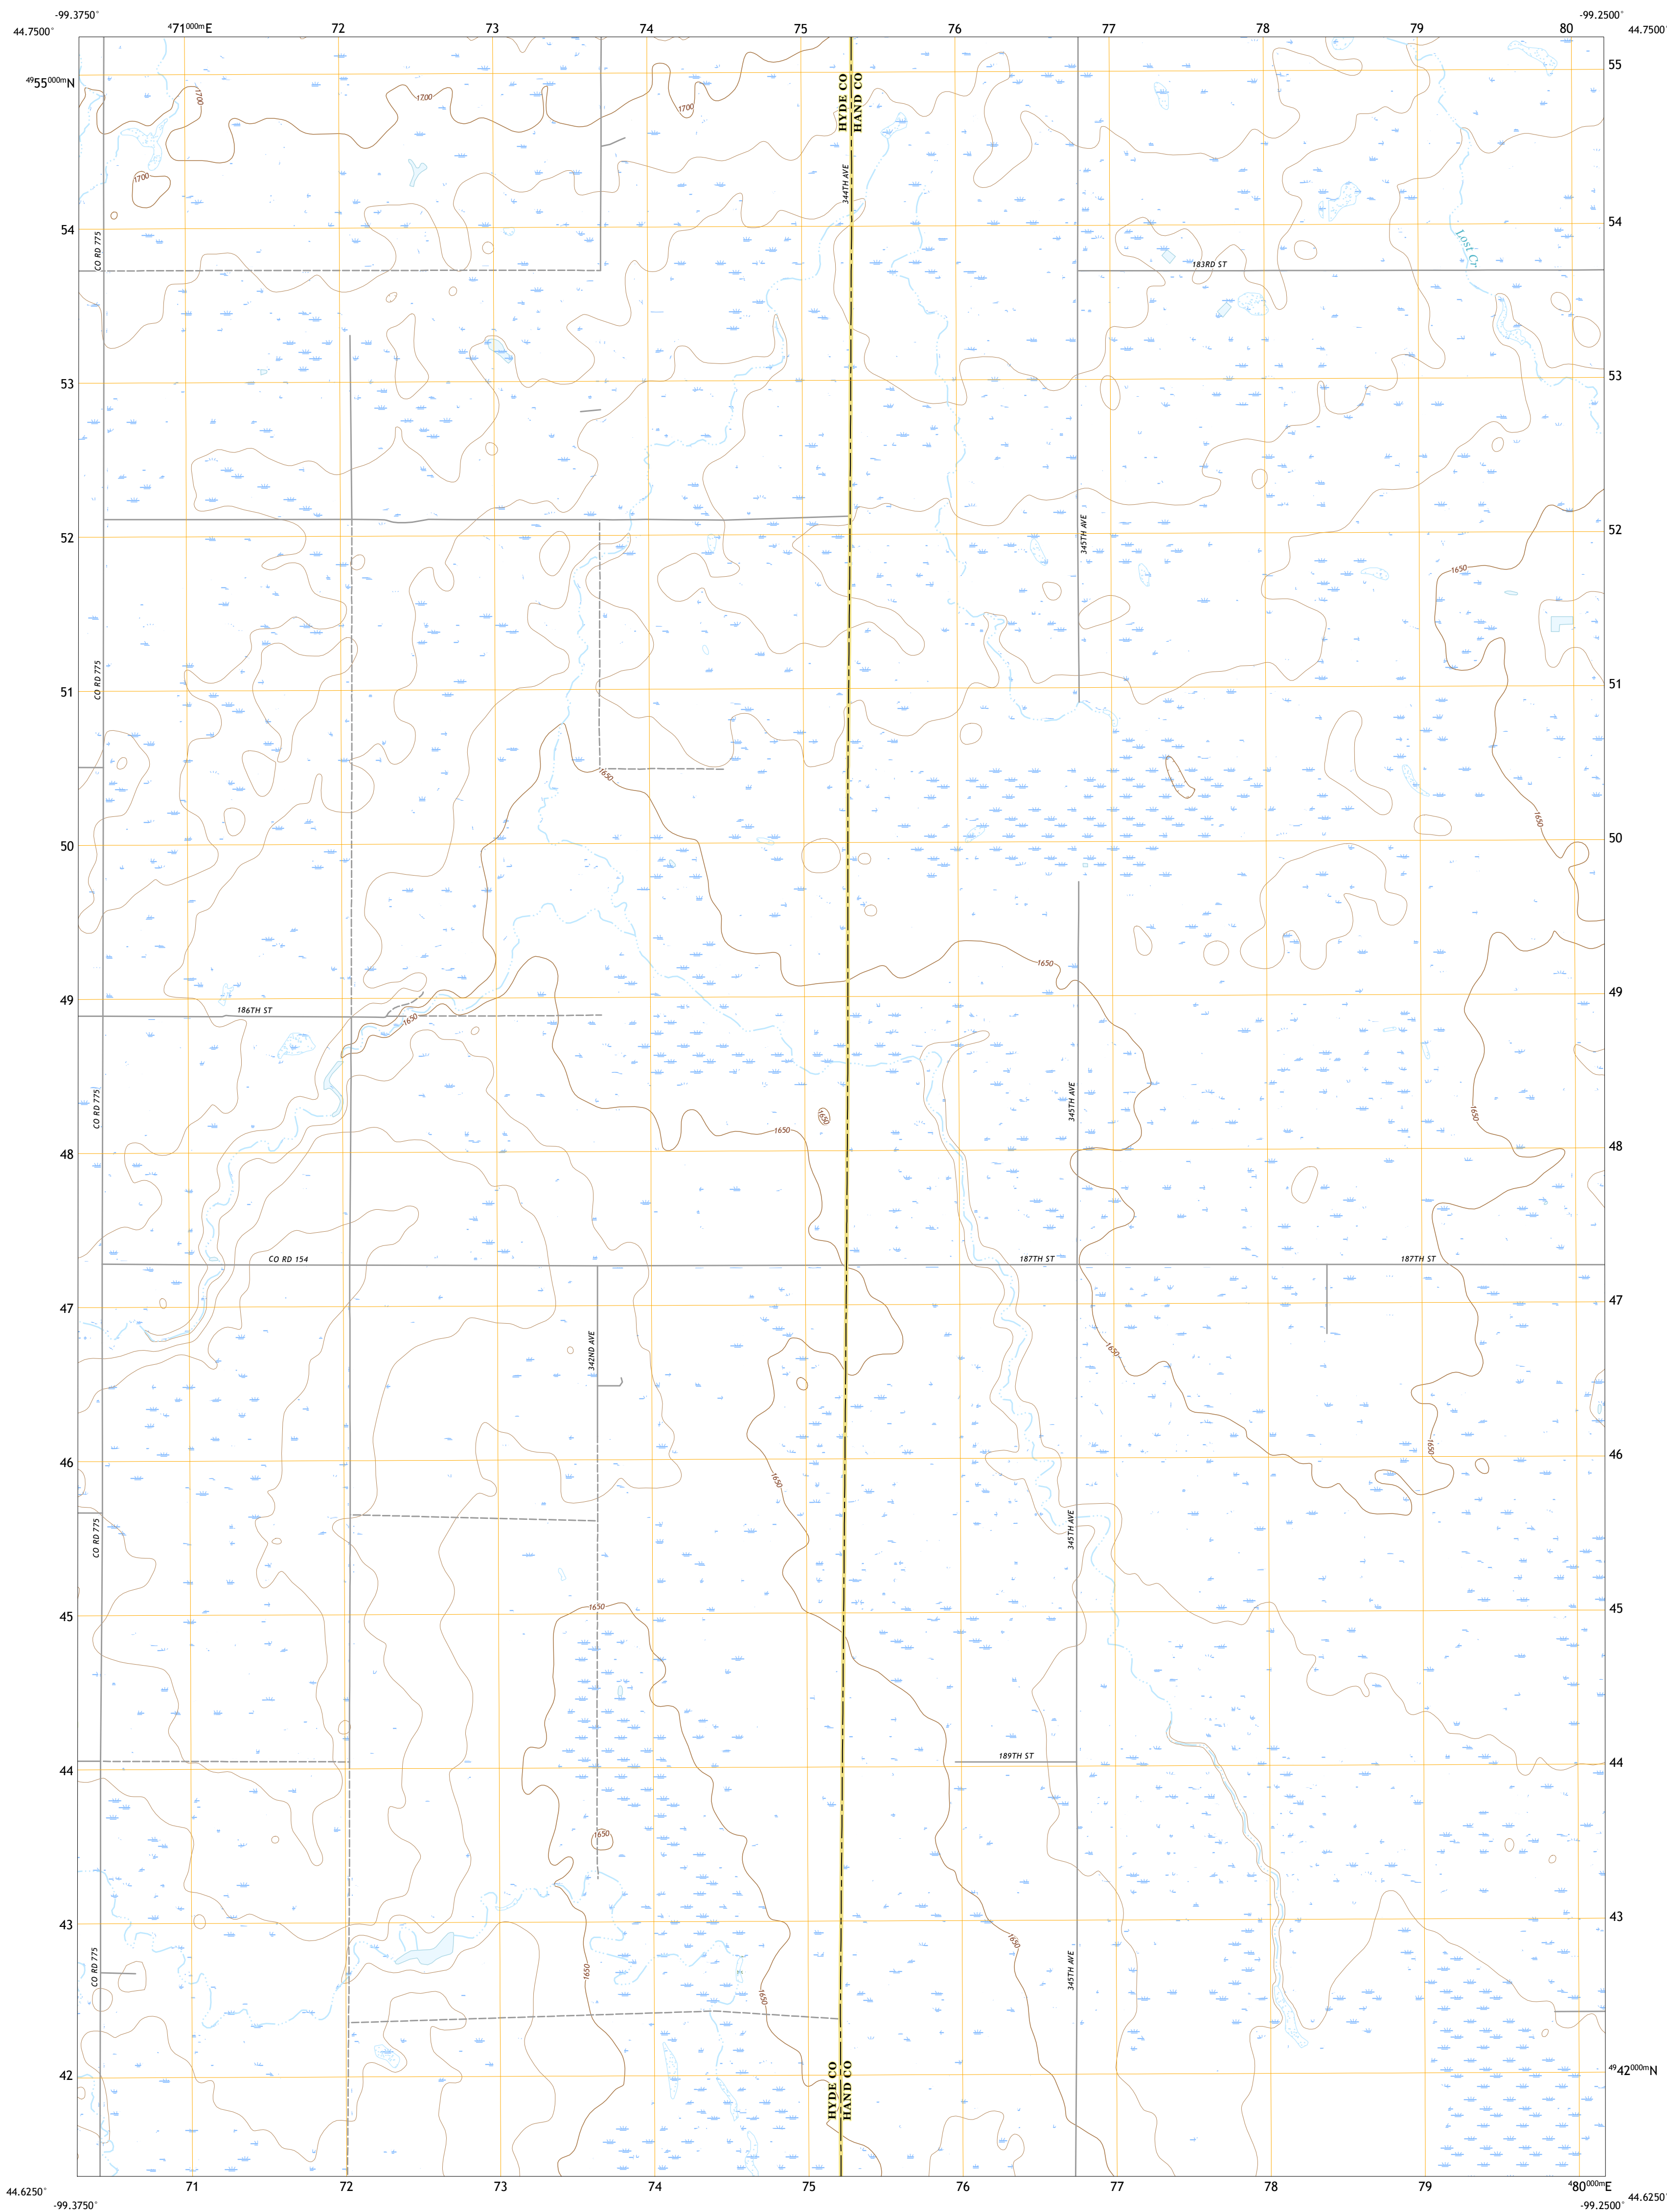 -99.3750° -99.2500°
44.7500° 471000mE 72 73 74 75 76 77 78 79 80 44.7500°
4955000mN 55
HYDE CO
HAND CO
1700
1700
1700
1700
344TH AVE
54 54
Lost Cr
CO RD 775
183RD ST
53 53
52 52
345TH AVE
1650
CO RD 775
51 51
1650
1650
50 50
1650
49 49
186TH ST
1650
CO RD 775
345TH AVE
1650
1650
1650
48 48
CO RD 154
187TH ST
187TH ST
47 47
342ND AVE
1650
1650
46 46
1650
CO RD 775
345TH AVE
45 45
1650
189TH ST
44 44
1650
43 43
1650
CO RD 775
345TH AVE
1650
1650
42 4942000mN
HYDE CO
HAND CO
44.6250° 71 72 73 74 75 76 77 78 79 480000mE 44.6250°
-99.3750° -99.2500°